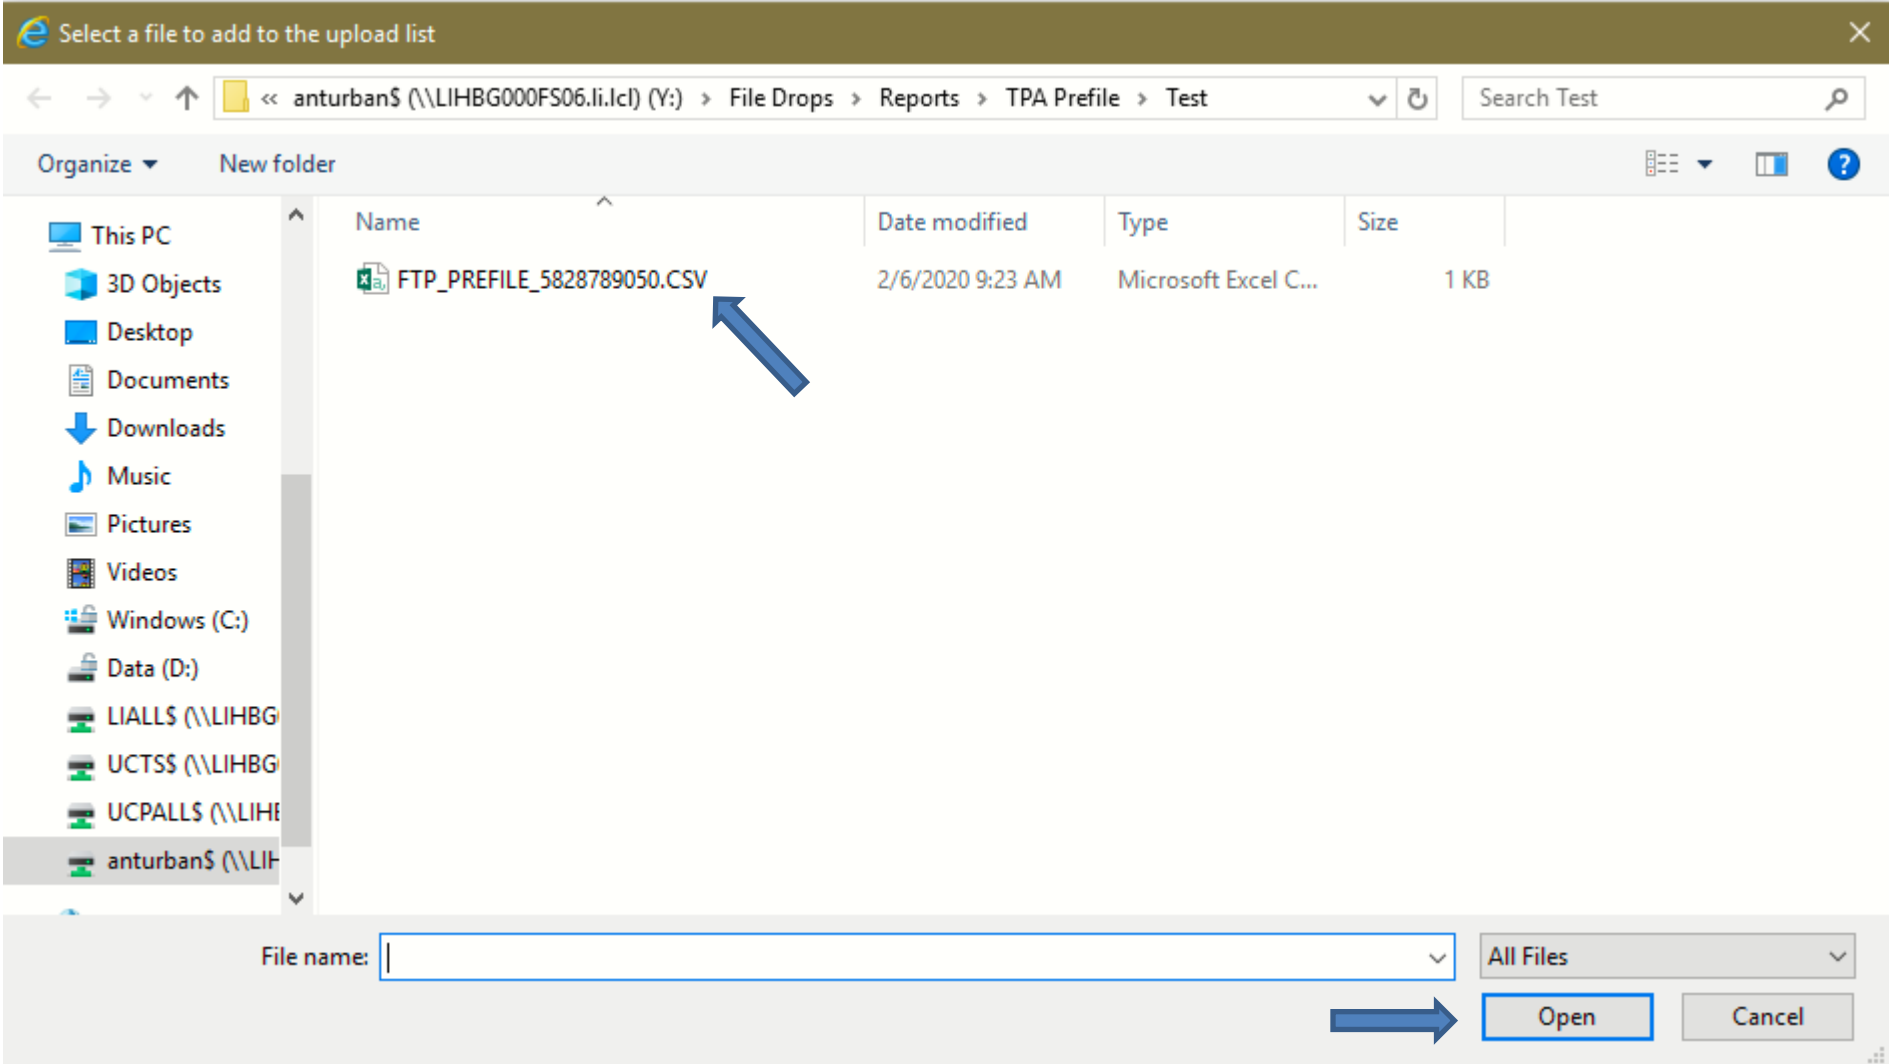 Select a file to add to the upload list
« anturban$ (\\LIHBG000FS06.li.lcl) (Y:) > File Drops > Reports > TPA Prefile > Test
Search Test
Organize
New folder
?
Name
Date modified
Type
Size
FTP_PREFILE_5828789050.CSV
2/6/2020 9:23 AM
Microsoft Excel C...
1 KB
This PC
3D Objects
Desktop
Documents
Downloads
Music
Pictures
Videos
Windows (C:)
Data (D:)
LIALL$ (\\LIHBG
UCTS$ (\\LIHBG
UCPALL$ (\\LIHB
anturban$ (\\LIH
File name:
All Files
Open
Cancel